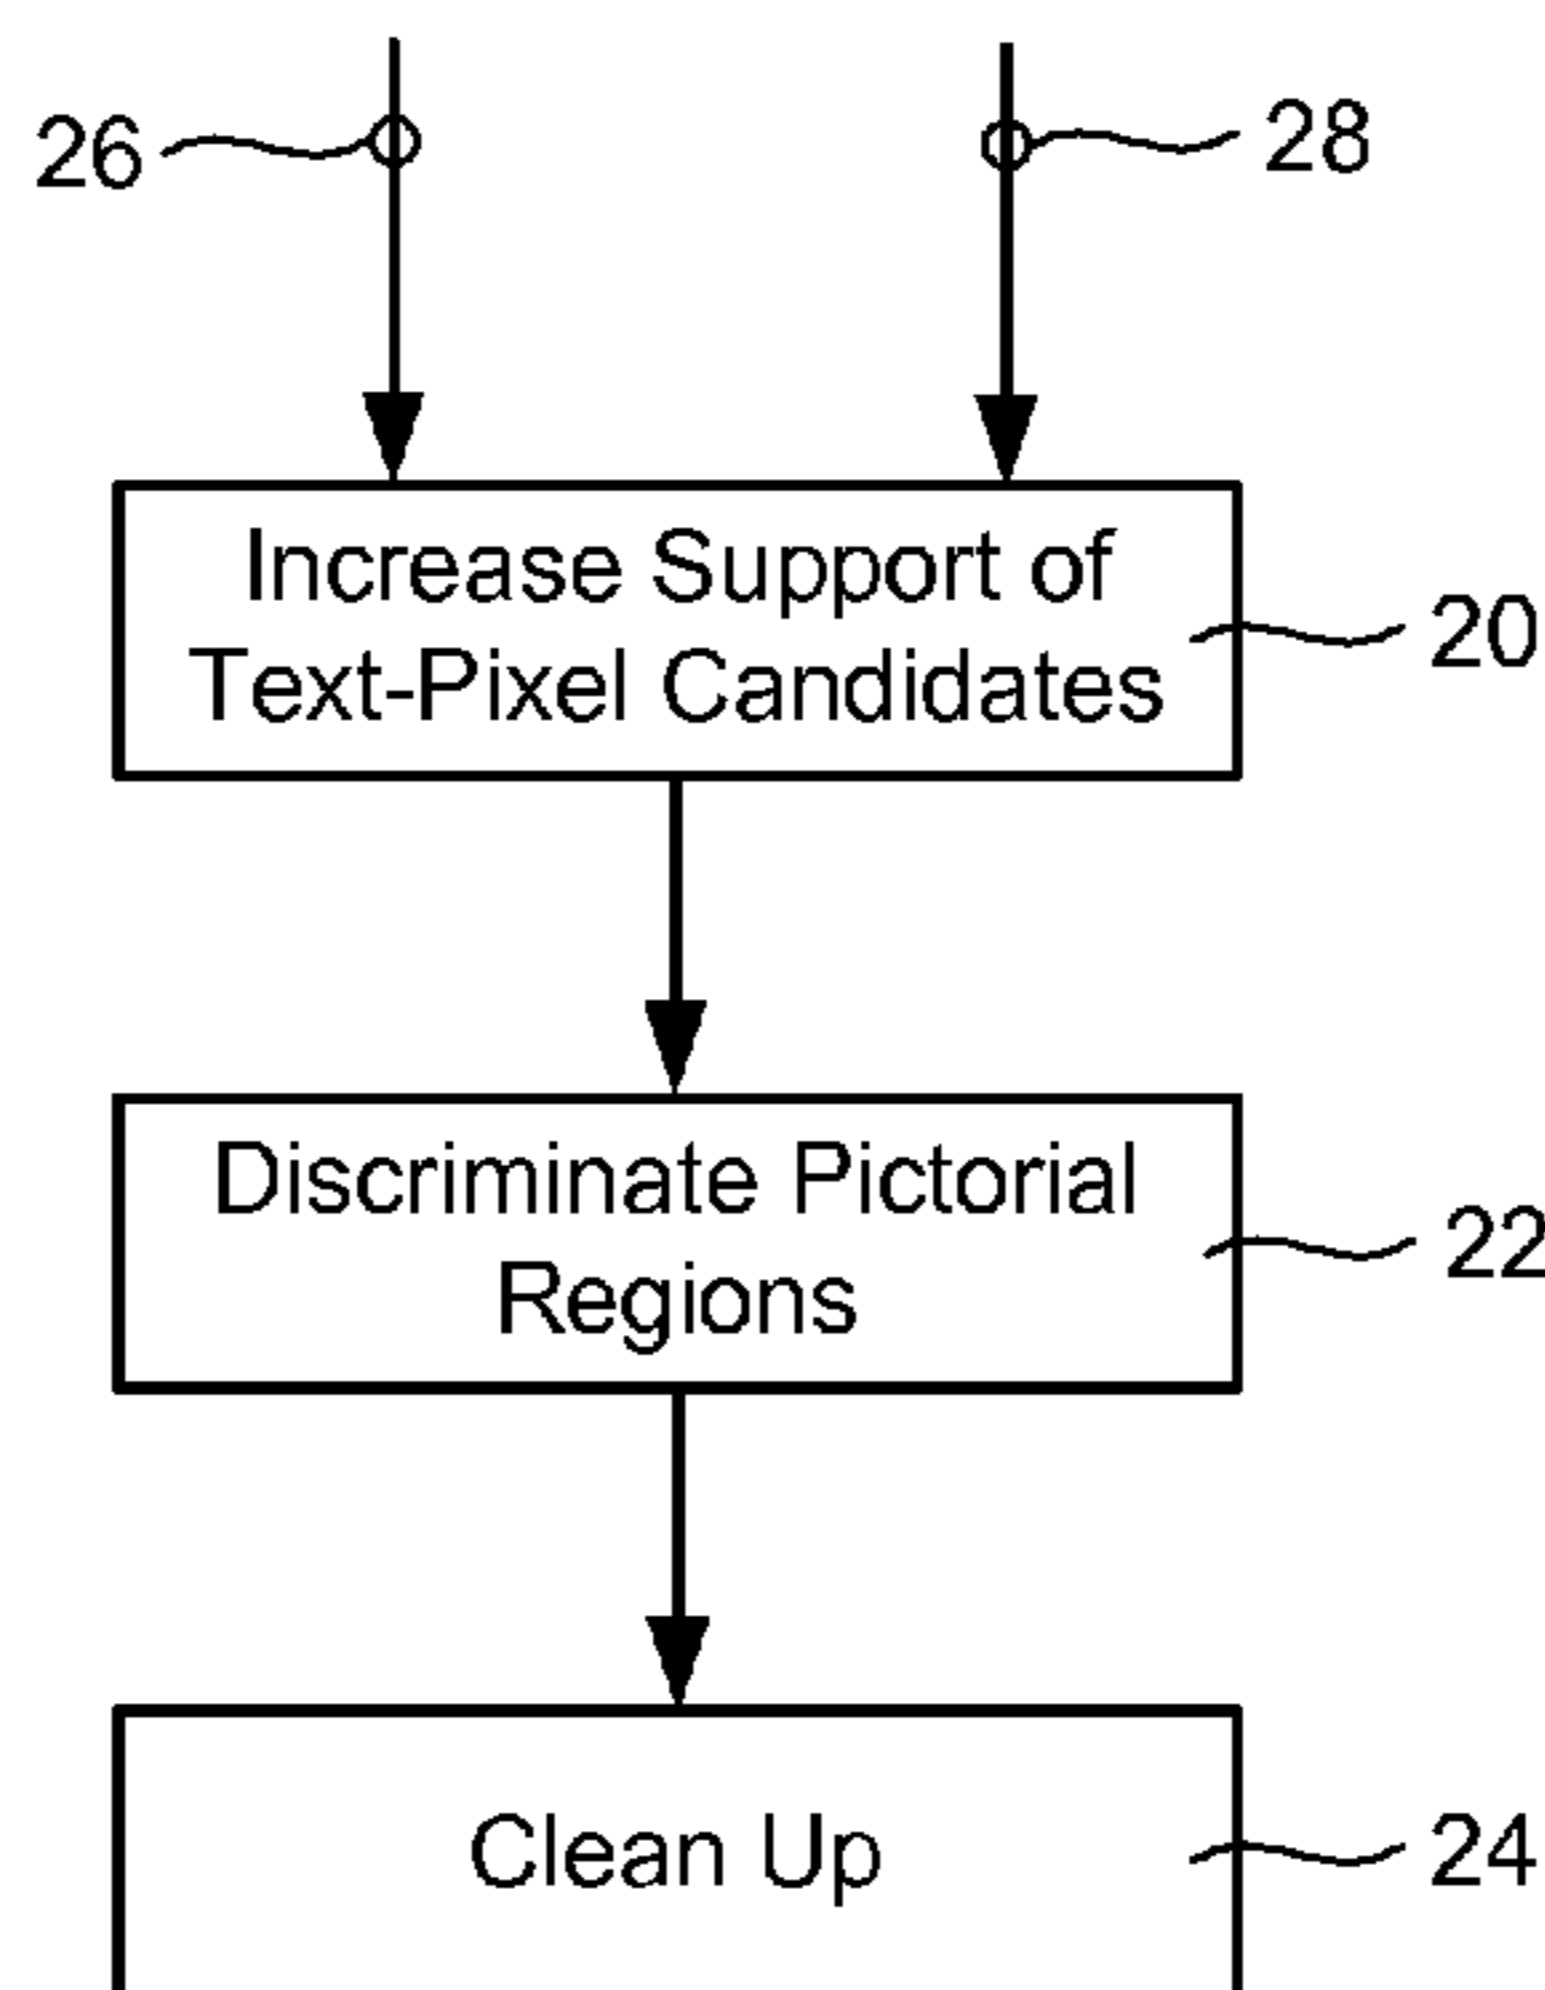 26
28
Increase Support of
Text-Pixel Candidates
20
Discriminate Pictorial
Regions
22
Clean Up
24